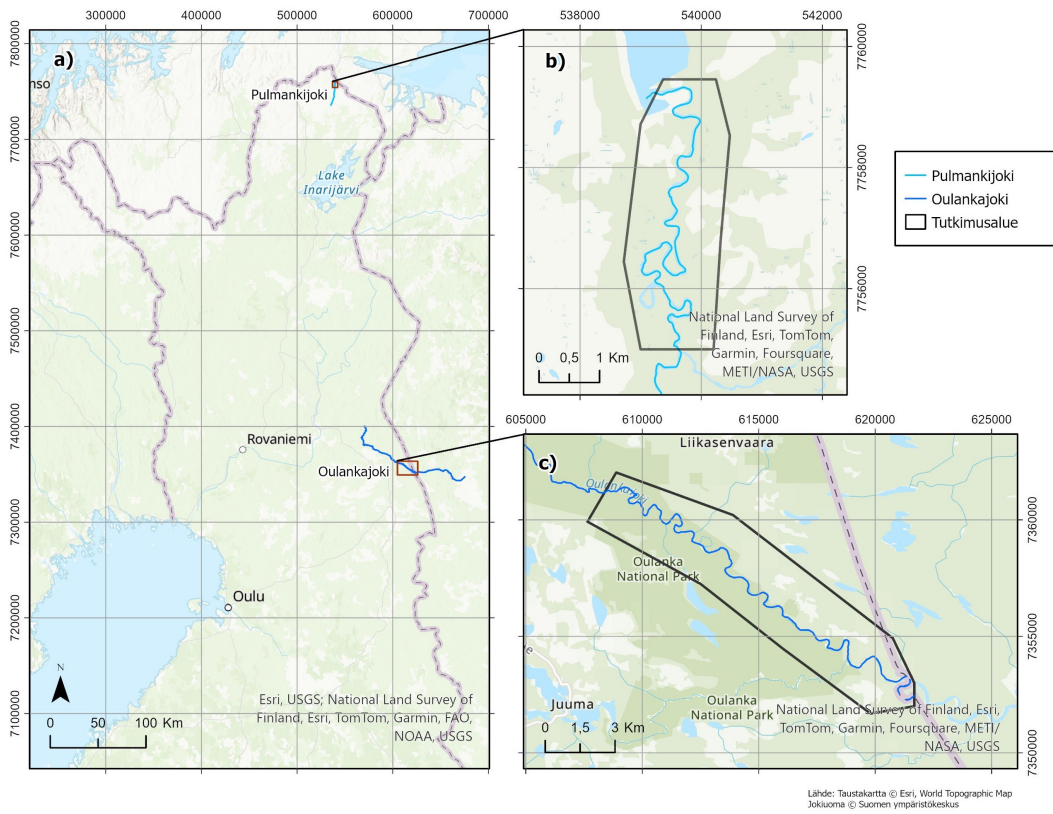 300000 400000 500000 600000 700000
7800000
7700000
7600000
7500000
7400000
7300000
7200000
7100000
a)
nso
Pulmankijoki
Lake
Inarijärvi
Rovaniemi
Oulankajoki
Oulu
N
0 50 100 Km
Esri, USGS; National Land Survey of
Finland, Esri, TomTom, Garmin, FAO,
NOAA, USGS
538000 540000 542000
7760000
7758000
7756000
b)
0 0,5 1 Km
National Land Survey of
Finland, Esri, TomTom,
Garmin, Foursquare,
METI/NASA, USGS
Pulmankijoki
Oulankajoki
Tutkimusalue
605000 610000 615000 620000 625000
7360000
7355000
7350000
c)
Liikasenvaara
Oulankajoki
Oulanka
National Park
e
Juuma
Oulanka
National Park
0 1,5 3 Km
National Land Survey of Finland, Esri,
TomTom, Garmin, Foursquare, METI/
NASA, USGS
Lähde: Taustakartta © Esri, World Topographic Map
Jokiuoma © Suomen ympäristökeskus